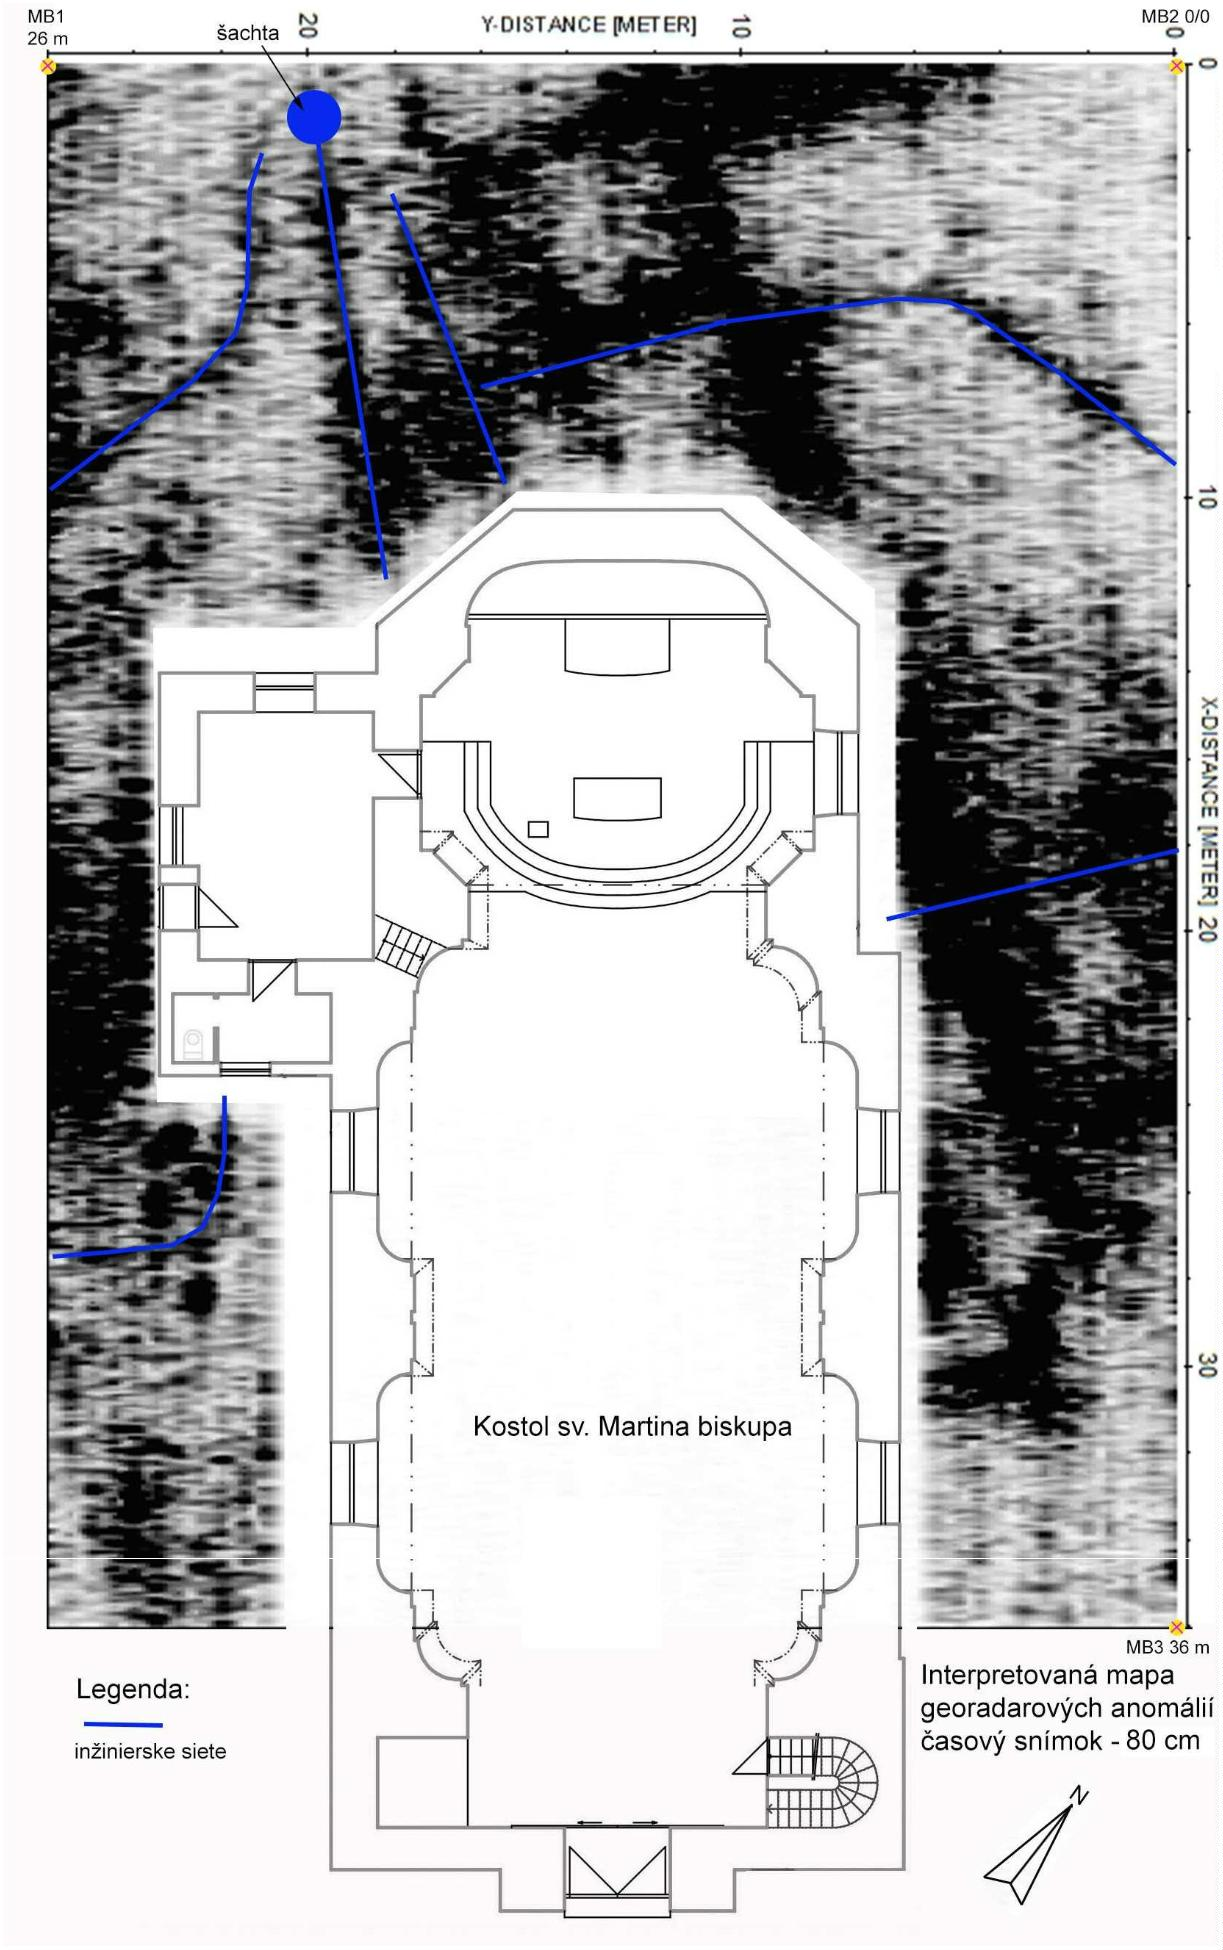 MB1
26 m
šachta
20
Y-DISTANCE [METER]
10
MB2 0/0
0
0
10
X-DISTANCE [METER]
20
30
Kostol sv. Martina biskupa
MB3 36 m
Legenda:
inžinierske siete
Interpretovaná mapa
georadarových anomálií
časový snímok - 80 cm
N